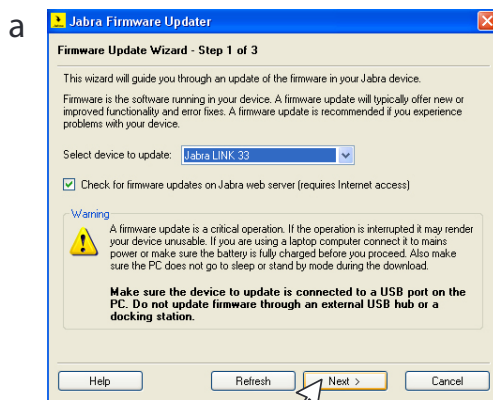 a
Jabra Firmware Updater
Firmware Update Wizard - Step 1 of 3
This wizard will guide you through an update of the firmware in your Jabra device.
Firmware is the software running in your device. A firmware update will typically offer new or
improved functionality and error fixes. A firmware update is recommended if you experience
problems with your device.
Select device to update: Jabra LINK 33
Check for firmware updates on Jabra web server (requires Internet access)
Warning
A firmware update is a critical operation. If the operation is interrupted it may render
your device unusable. If you are using a laptop computer connect it to mains
power or make sure the battery is fully charged before you proceed. Also make
sure the PC does not go to sleep or stand by mode during the download.
Make sure the device to update is connected to a USB port on the
PC. Do not update firmware through an external USB hub or a
docking station.
Help Refresh Next > Cancel